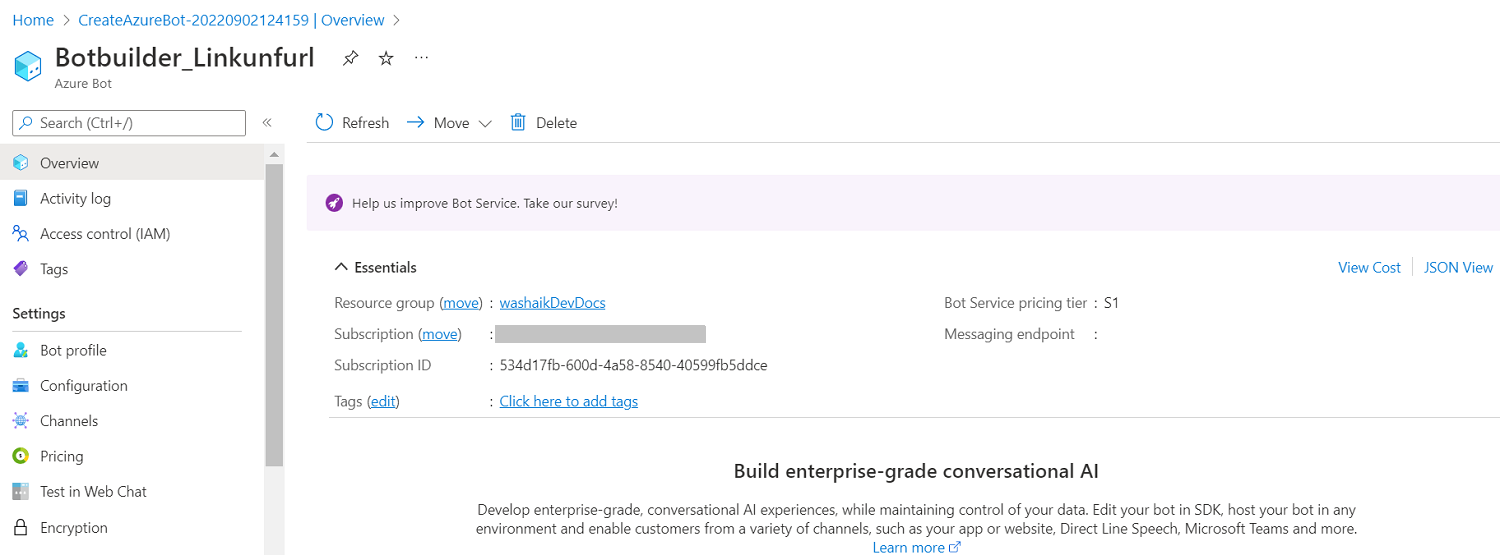 Home > CreateAzureBot-20220902124159 | Overview >
Botbuilder_Linkunfurl
Azure Bot
Search (Ctrl+/)
Overview
Activity log
Access control (IAM)
Tags
Settings
Bot profile
Configuration
Channels
Pricing
Test in Web Chat
Encryption
Refresh Move Delete
Help us improve Bot Service. Take our survey!
Essentials
View Cost JSON View
Resource group (move) : washaikDevDocs
Subscription (move) :
Subscription ID : 534d17fb-600d-4a58-8540-40599fb5ddce
Tags (edit) : Click here to add tags
Bot Service pricing tier : S1
Messaging endpoint :
Build enterprise-grade conversational AI
Develop enterprise-grade, conversational AI experiences, while maintaining control of your data. Edit your bot in SDK, host your bot in any
environment and enable customers from a variety of channels, such as your app or website, Direct Line Speech, Microsoft Teams and more.
Learn more